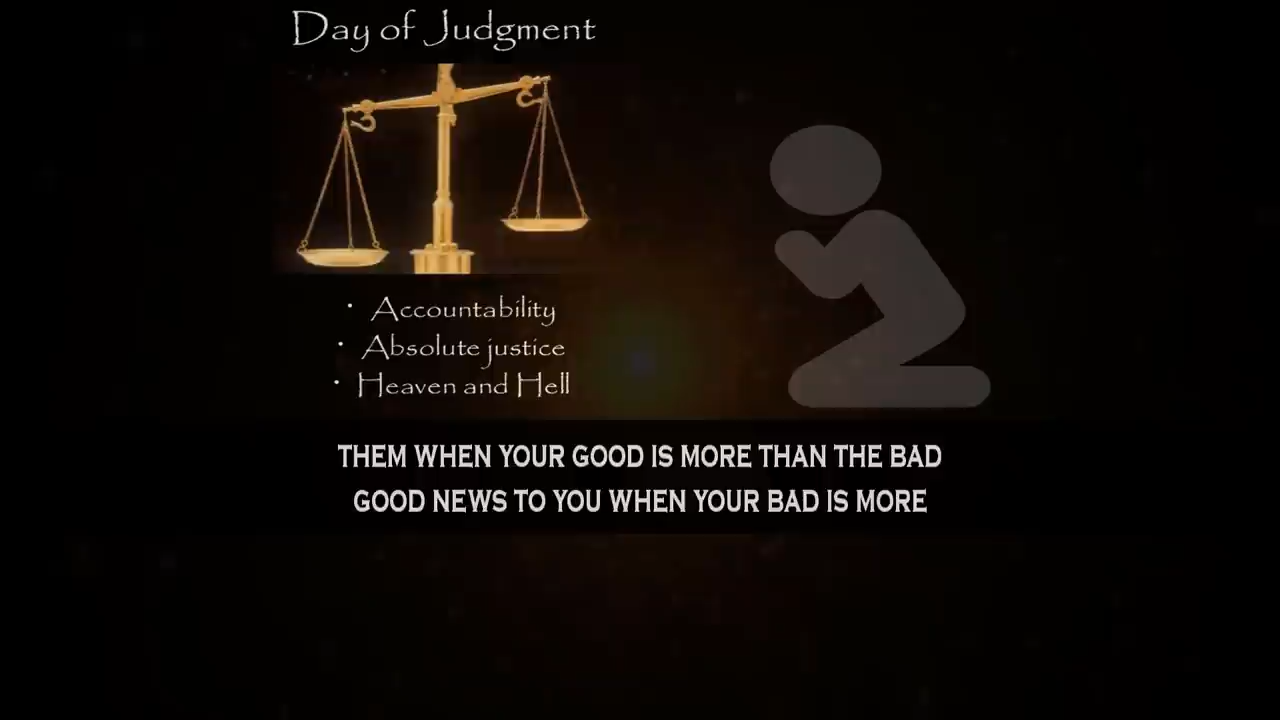 Day of Judgment
• Accountability
• Absolute justice
• Heaven and Hell
THEM WHEN YOUR GOOD IS MORE THAN THE BAD
GOOD NEWS TO YOU WHEN YOUR BAD IS MORE